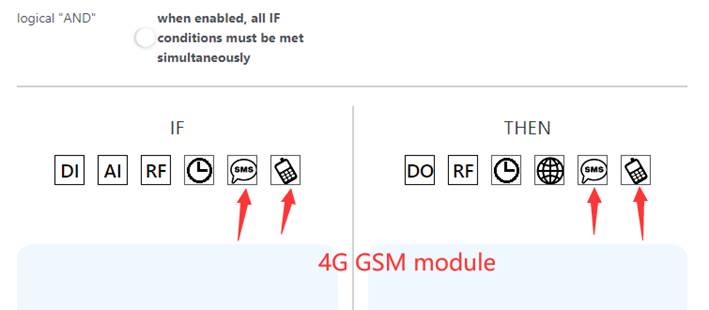 logical "AND"
when enabled, all IF
conditions must be met
simultaneously
IF
THEN
DI AI RF SMS
DO RF SMS
4G GSM module